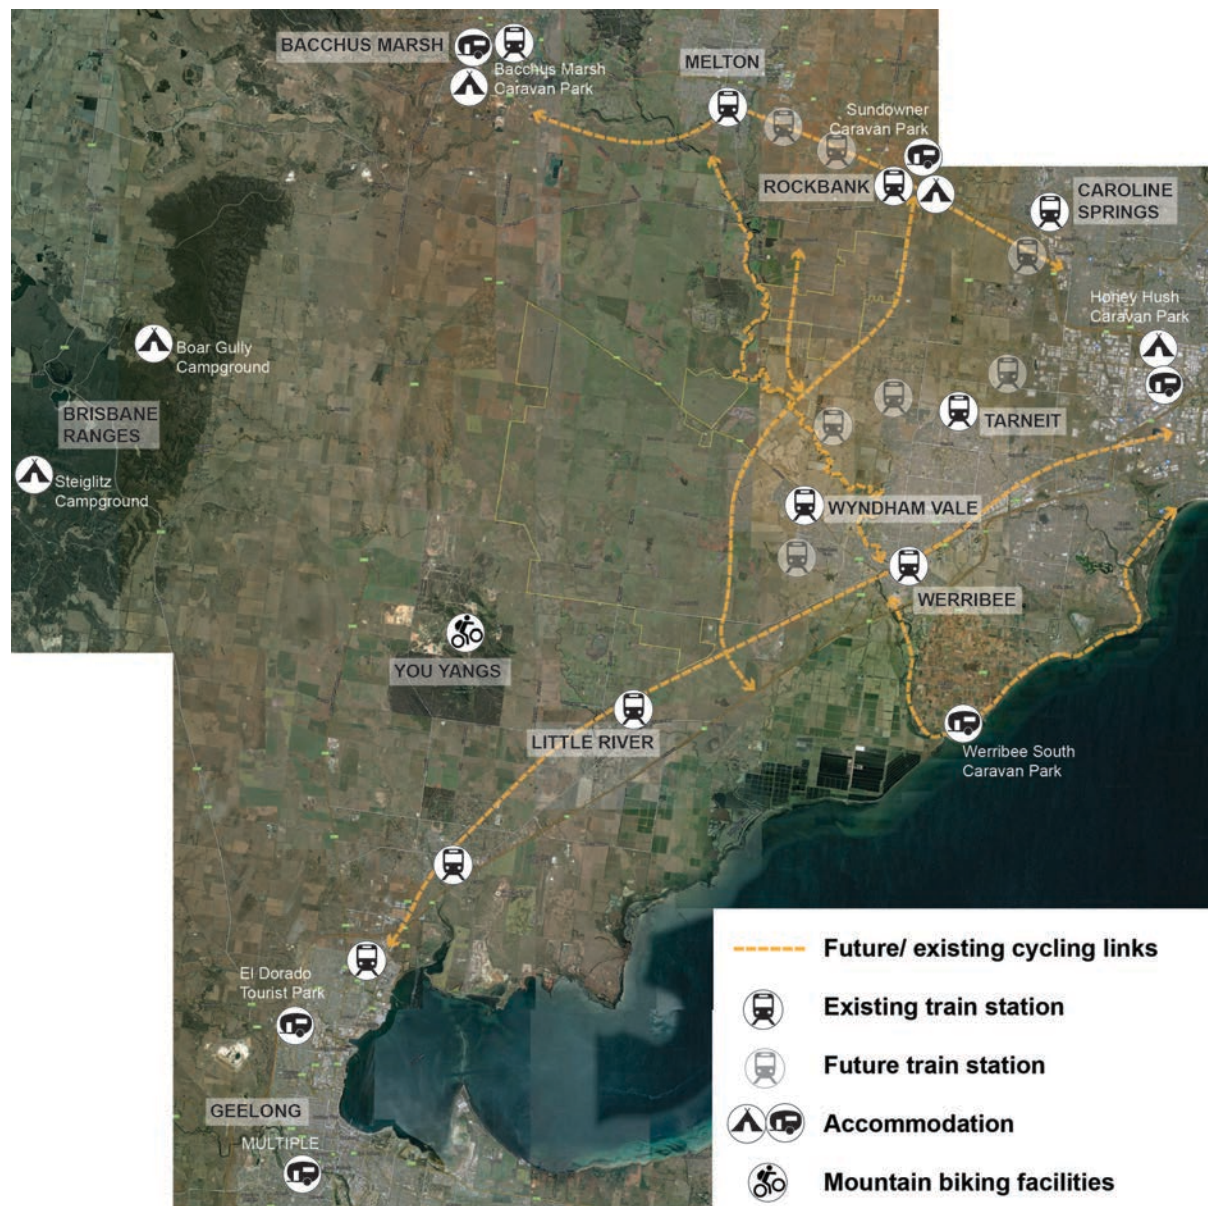 BACCHUS MARSH
Bacchus Marsh
Caravan Park
MELTON
Sundowner
Caravan Park
ROCKBANK
CAROLINE
SPRINGS
Honey Hush
Caravan Park
Boar Gully
Campground
BRISBANE
RANGES
Steiglitz
Campground
TARNEIT
WYNDHAM VALE
WERRIBEE
YOU YANGS
LITTLE RIVER
Werribee South
Caravan Park
El Dorado
Tourist Park
GEELONG
MULTIPLE
Future/ existing cycling links
Existing train station
Future train station
Accommodation
Mountain biking facilities